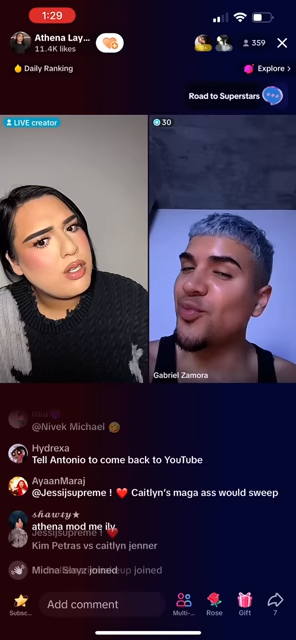 1:29
Athena Lay...
11.4K likes
359
Daily Ranking
Explore >
Road to Superstars
LIVE creator
30
Gabriel Zamora
@Nivek Michael 🤣
Hydrexa
Tell Antonio to come back to YouTube
AyaanMaraj
@Jessijsupreme ! ❤️ Caitlyn's maga ass would sweep
𝓼𝓱𝓪𝔀𝓽𝔂★
athena mod me ily
Jessijsupreme ! ❤️
Kim Petras vs caitlyn jenner
joined
Subsc...
Add comment
Multi-...
Rose
Gift
7